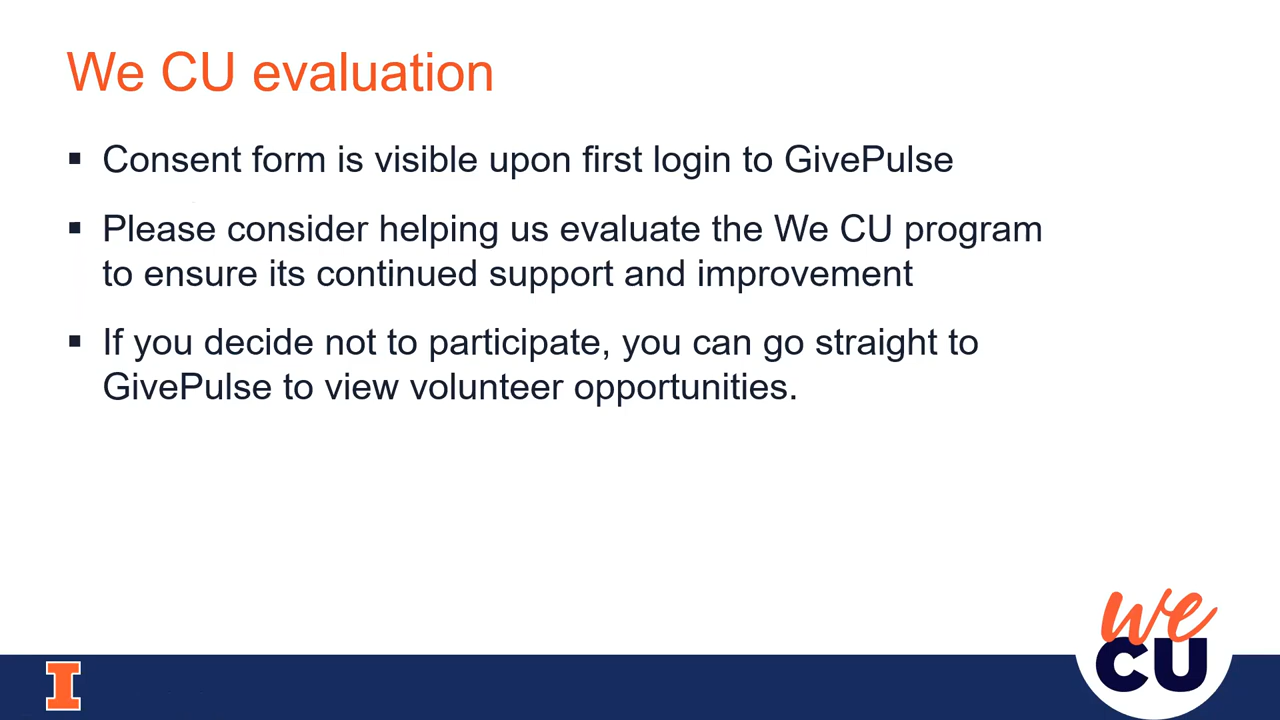 We CU evaluation
▪ Consent form is visible upon first login to GivePulse
▪ Please consider helping us evaluate the We CU program
to ensure its continued support and improvement
▪ If you decide not to participate, you can go straight to
GivePulse to view volunteer opportunities.
we
CU
I